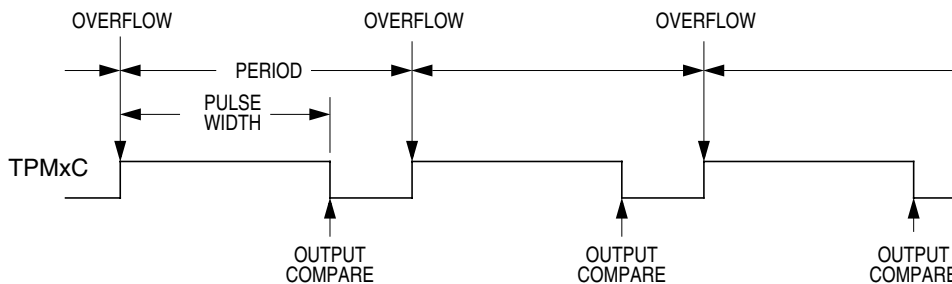 OVERFLOW
OVERFLOW
OVERFLOW
PERIOD
PULSE
WIDTH
TPMxC
OUTPUT
COMPARE
OUTPUT
COMPARE
OUTPUT
COMPARE